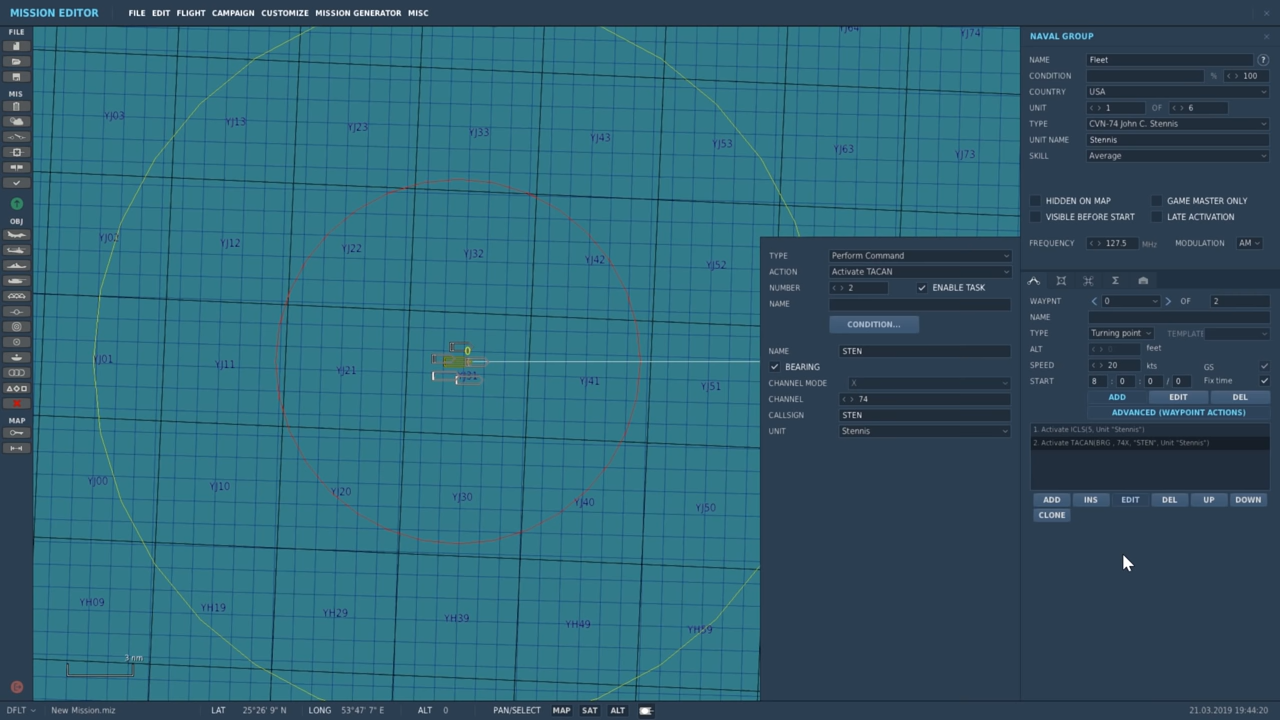 MISSION EDITOR
FILE EDIT FLIGHT CAMPAIGN CUSTOMIZE MISSION GENERATOR MISC
FILE
MIS
OBJ
MAP
YJ64
YJ74
YJ03
YJ13
YJ23
YJ33
YJ43
YJ53
YJ63
YJ73
YJ02
YJ12
YJ22
YJ32
YJ42
YJ52
YJ01
YJ11
YJ21
0
YJ41
YJ51
YJ00
YJ10
YJ20
YJ30
YJ40
YJ50
YH09
YH19
YH29
YH39
YH49
YH59
3 nm
TYPE Perform Command
ACTION Activate TACAN
NUMBER < > 2 ENABLE TASK
NAME
CONDITION...
NAME STEN
BEARING
CHANNEL MODE X
CHANNEL < > 74
CALLSIGN STEN
UNIT Stennis
NAVAL GROUP
NAME Fleet ?
CONDITION % < > 100
COUNTRY USA
UNIT < > 1 OF < > 6
TYPE CVN-74 John C. Stennis
UNIT NAME Stennis
SKILL Average
HIDDEN ON MAP GAME MASTER ONLY
VISIBLE BEFORE START LATE ACTIVATION
FREQUENCY < > 127.5 MHz MODULATION AM
WAYPNT < 0 > OF 2
NAME
TYPE Turning point TEMPLATE
ALT < > feet
SPEED < > 20 kts GS
START 8 : 0 : 0 / 0 Fix time
ADD EDIT DEL
ADVANCED (WAYPOINT ACTIONS)
1. Activate ICLS(5, Unit "Stennis")
2. Activate TACAN(BRG , 74X, "STEN", Unit "Stennis")
ADD INS EDIT DEL UP DOWN
CLONE
DFLT New Mission.miz LAT 25°26' 9" N LONG 53°47' 7" E ALT 0 PAN/SELECT MAP SAT ALT 21.03.2019 19:44:20